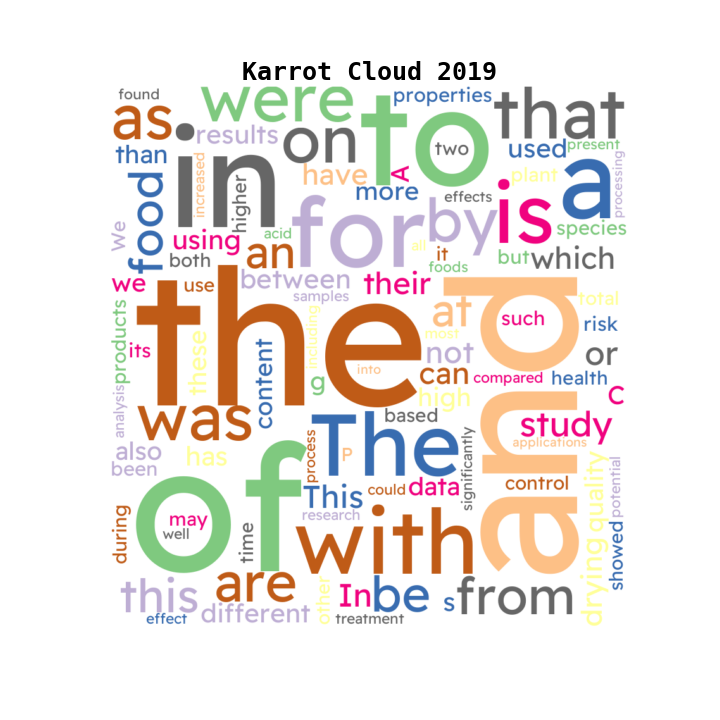 Karrot Cloud 2019
found
were
properties
that
as
in
results
on
to
two
used
present
than
increased
have
A
more
effects
is
a
plant
processing
food
higher
We
using
acid
an
for
all
by
it
species
but
which
both
foods
we
use
between
samples
their
at
and
total
the
products
its
these
content
including
into
most
not
such
risk
or
can
compared
health
analysis
g
high
C
was
The
based
study
applications
also
has
been
of
process
P
significantly
This
could
data
control
quality
potential
may
well
time
research
with
during
are
showed
drying
this
different
other
In
be
s
from
effect
treatment